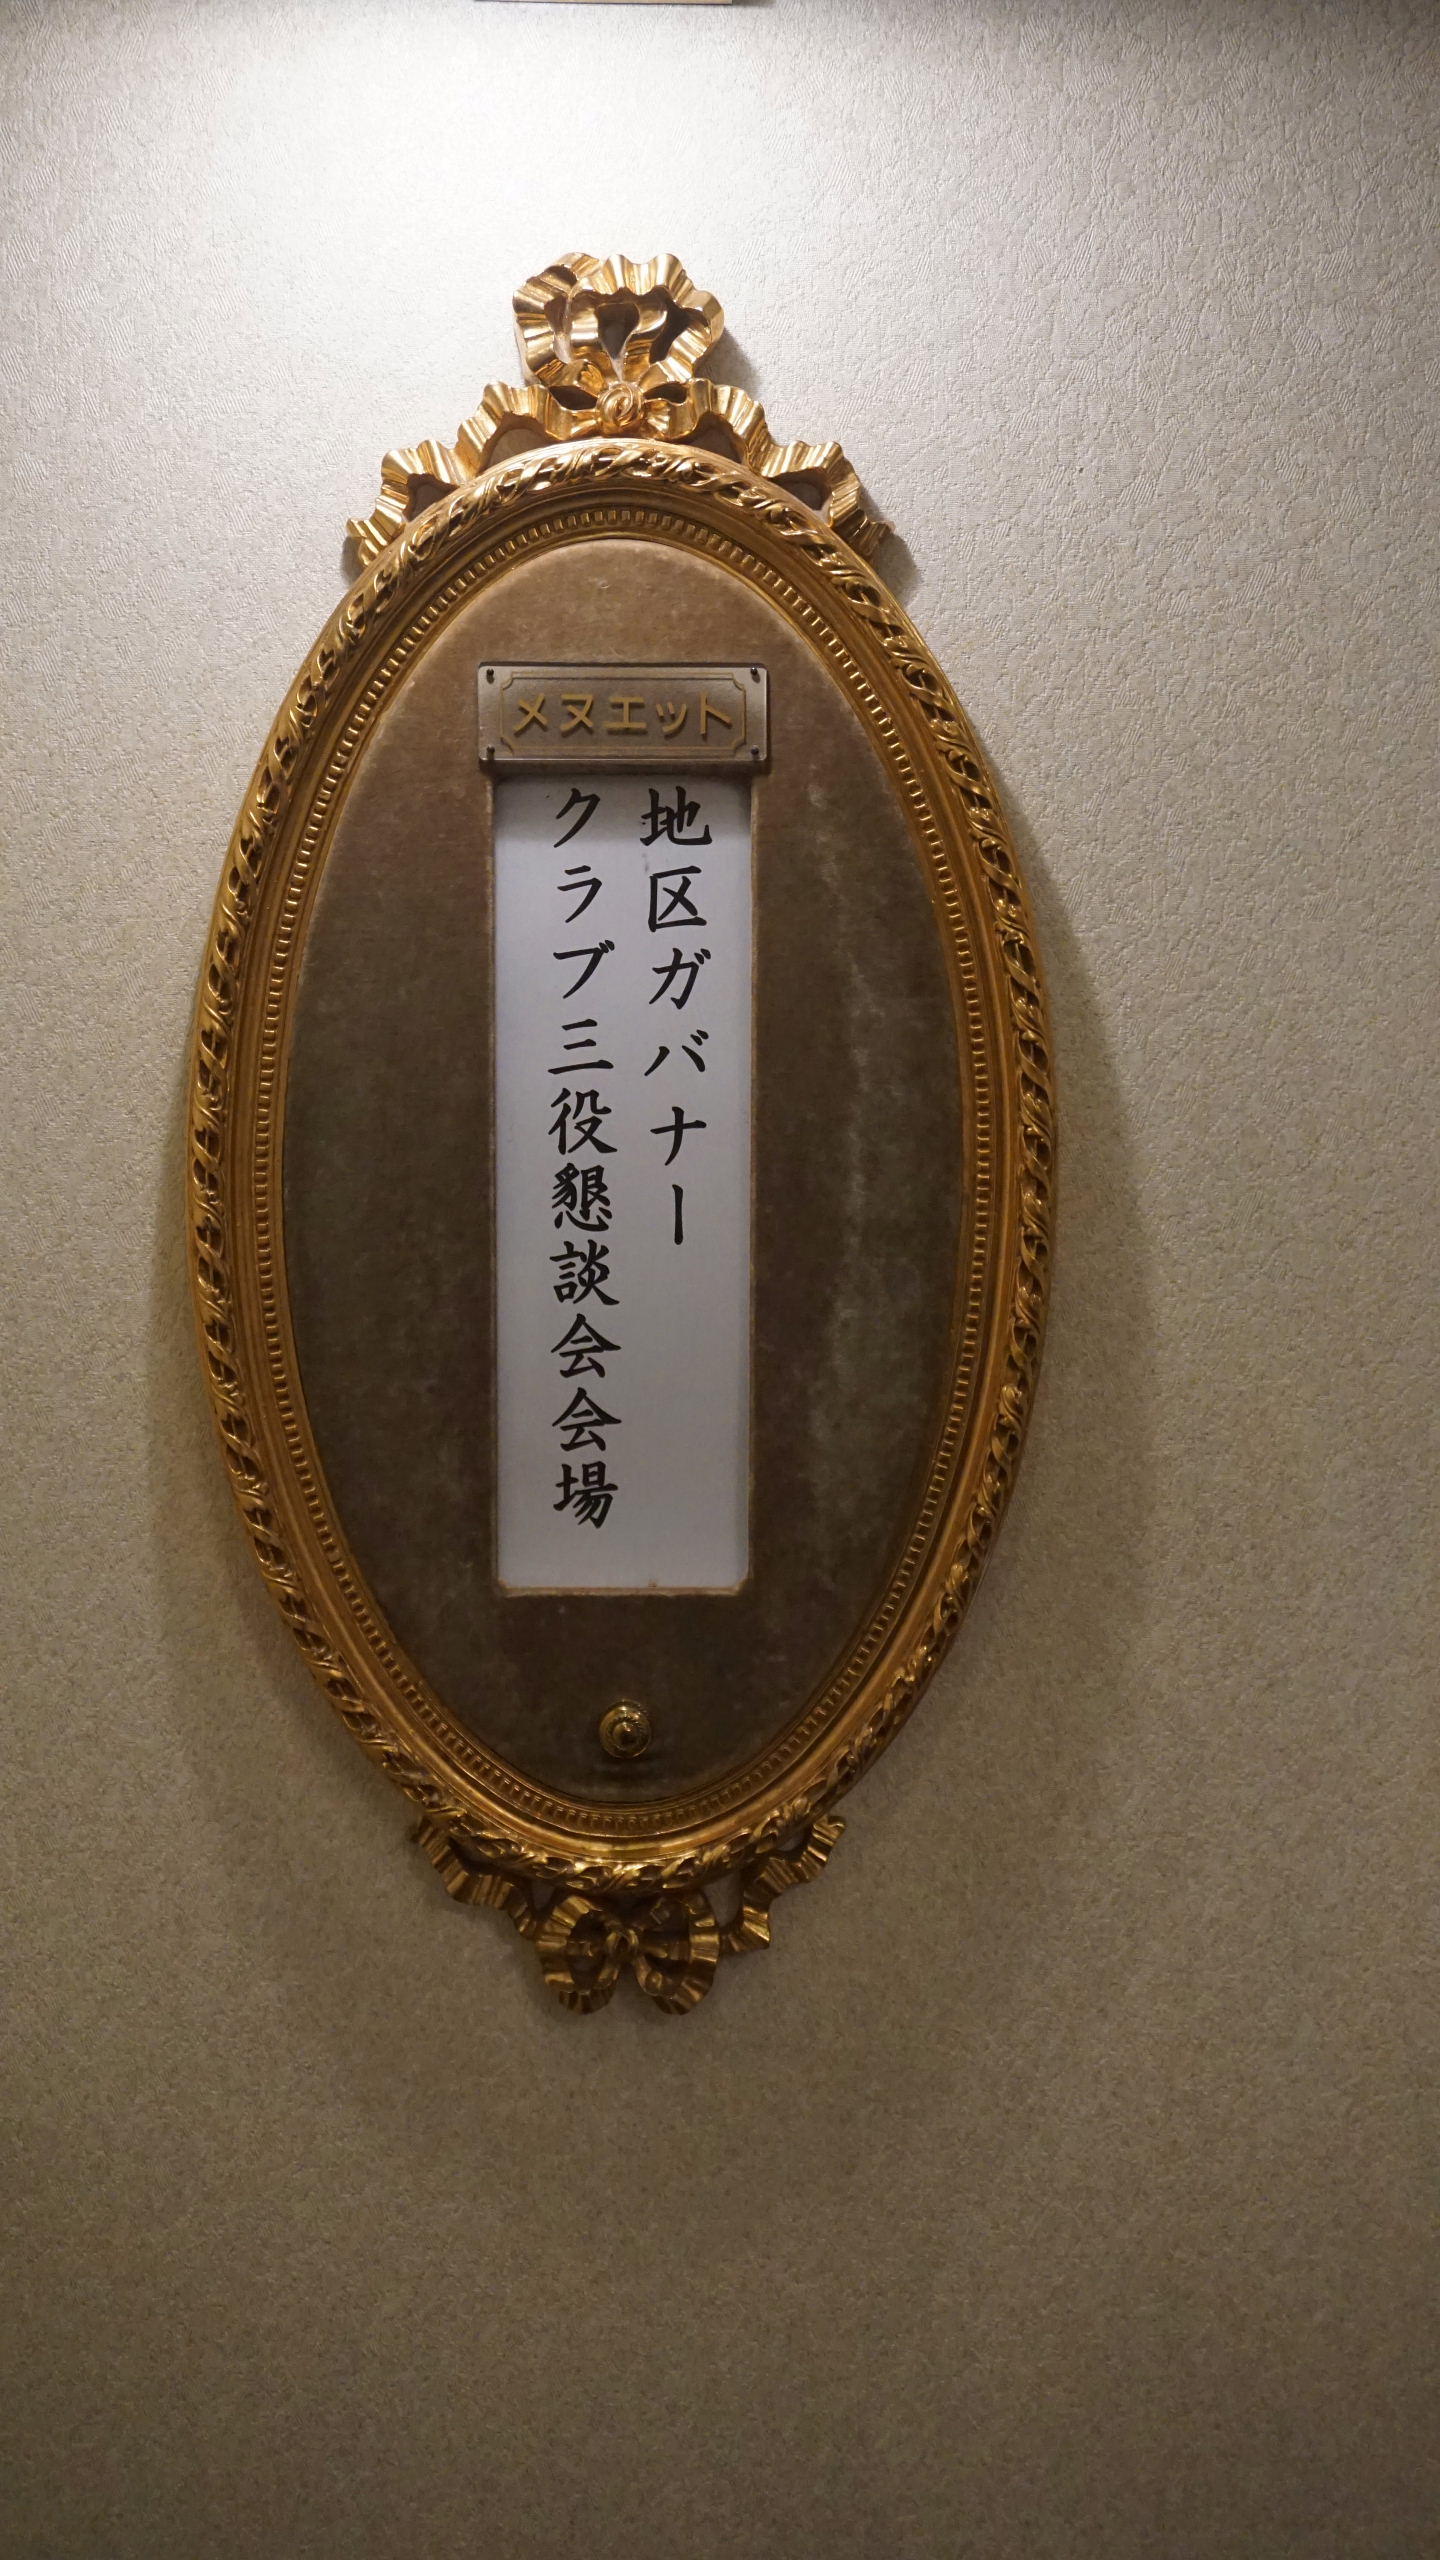 メヌエット
地区ガバナー
クラブ三役懇談会会場